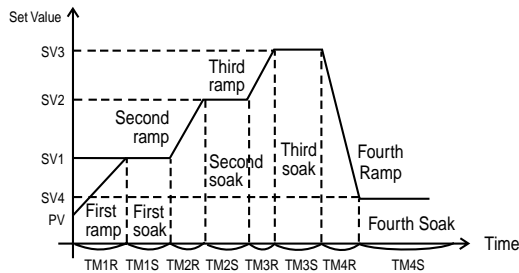 Set Value
SV3
Third
ramp
SV2
Second
ramp
SV1
Second
soak
Third
soak
Fourth
Ramp
SV4
PV
First
ramp
First
soak
Fourth Soak
Time
TM1R TM1S TM2R TM2S TM3R TM3S TM4R TM4S